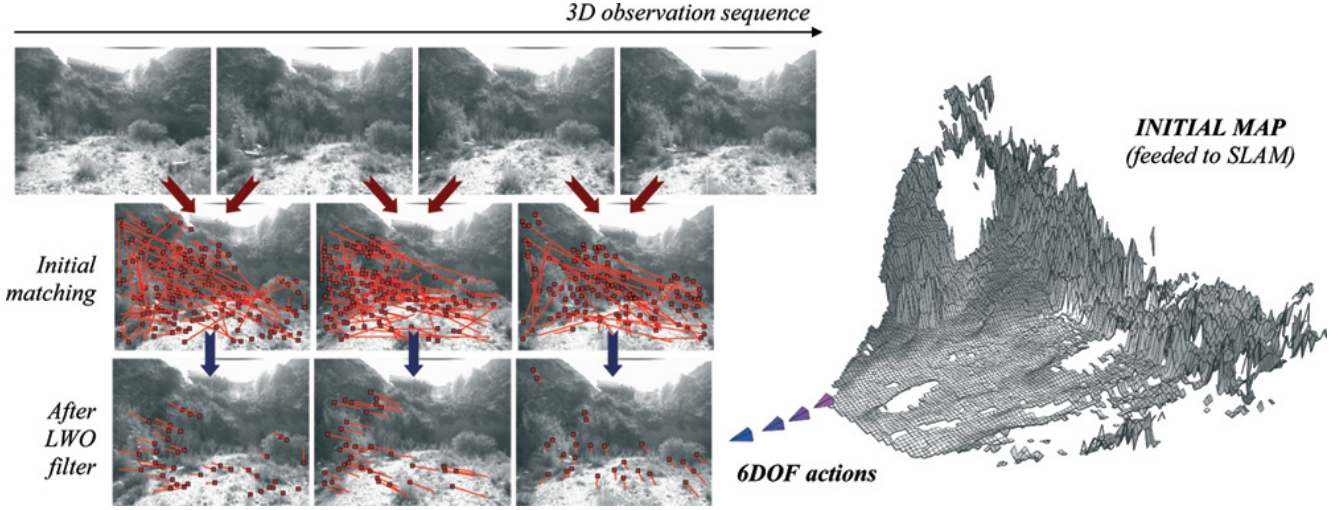 3D observation sequence
INITIAL MAP
(feeded to SLAM)
Initial
matching
After
LWO
filter
6DOF actions